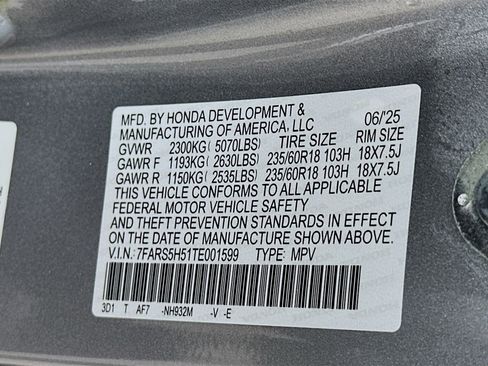 MFD. BY HONDA DEVELOPMENT & 06/'25
MANUFACTURING OF AMERICA, LLC
GVWR 2300KG ( 5070LBS) TIRE SIZE RIM SIZE
GAWR F 1193KG ( 2630LBS) 235/60R18 103H 18X7.5J
GAWR R 1150KG ( 2535LBS) 235/60R18 103H 18X7.5J
THIS VEHICLE CONFORMS TO ALL APPLICABLE
FEDERAL MOTOR VEHICLE SAFETY
AND THEFT PREVENTION STANDARDS IN EFFECT
ON THE DATE OF MANUFACTURE SHOWN ABOVE.
V.I.N.: 7FARS5H51TE001599 TYPE: MPV
3D1 T AF7 -NH932M -V -E